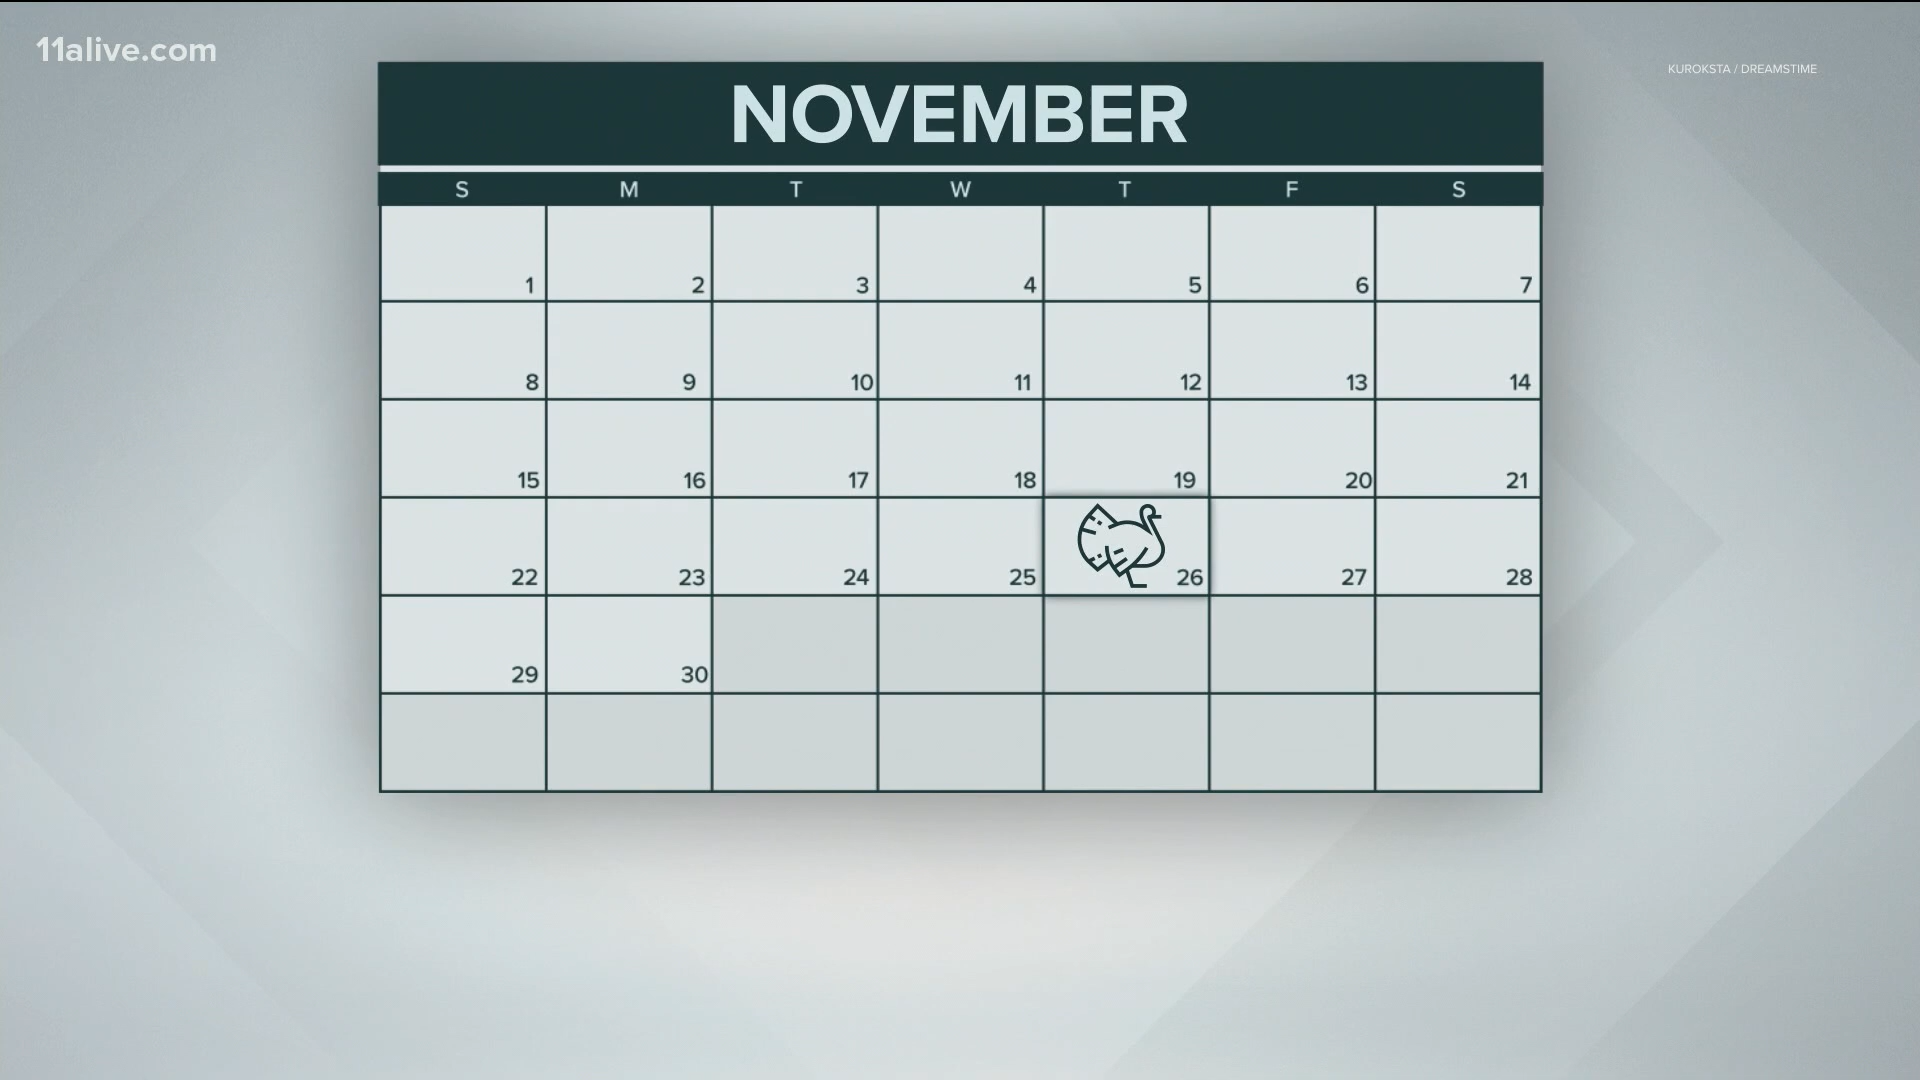 11alive.com
KUROKSTA / DREAMSTIME
NOVEMBER
S M T W T F S
1 2 3 4 5 6 7
8 9 10 11 12 13 14
15 16 17 18 19 20 21
22 23 24 25 26 27 28
29 30